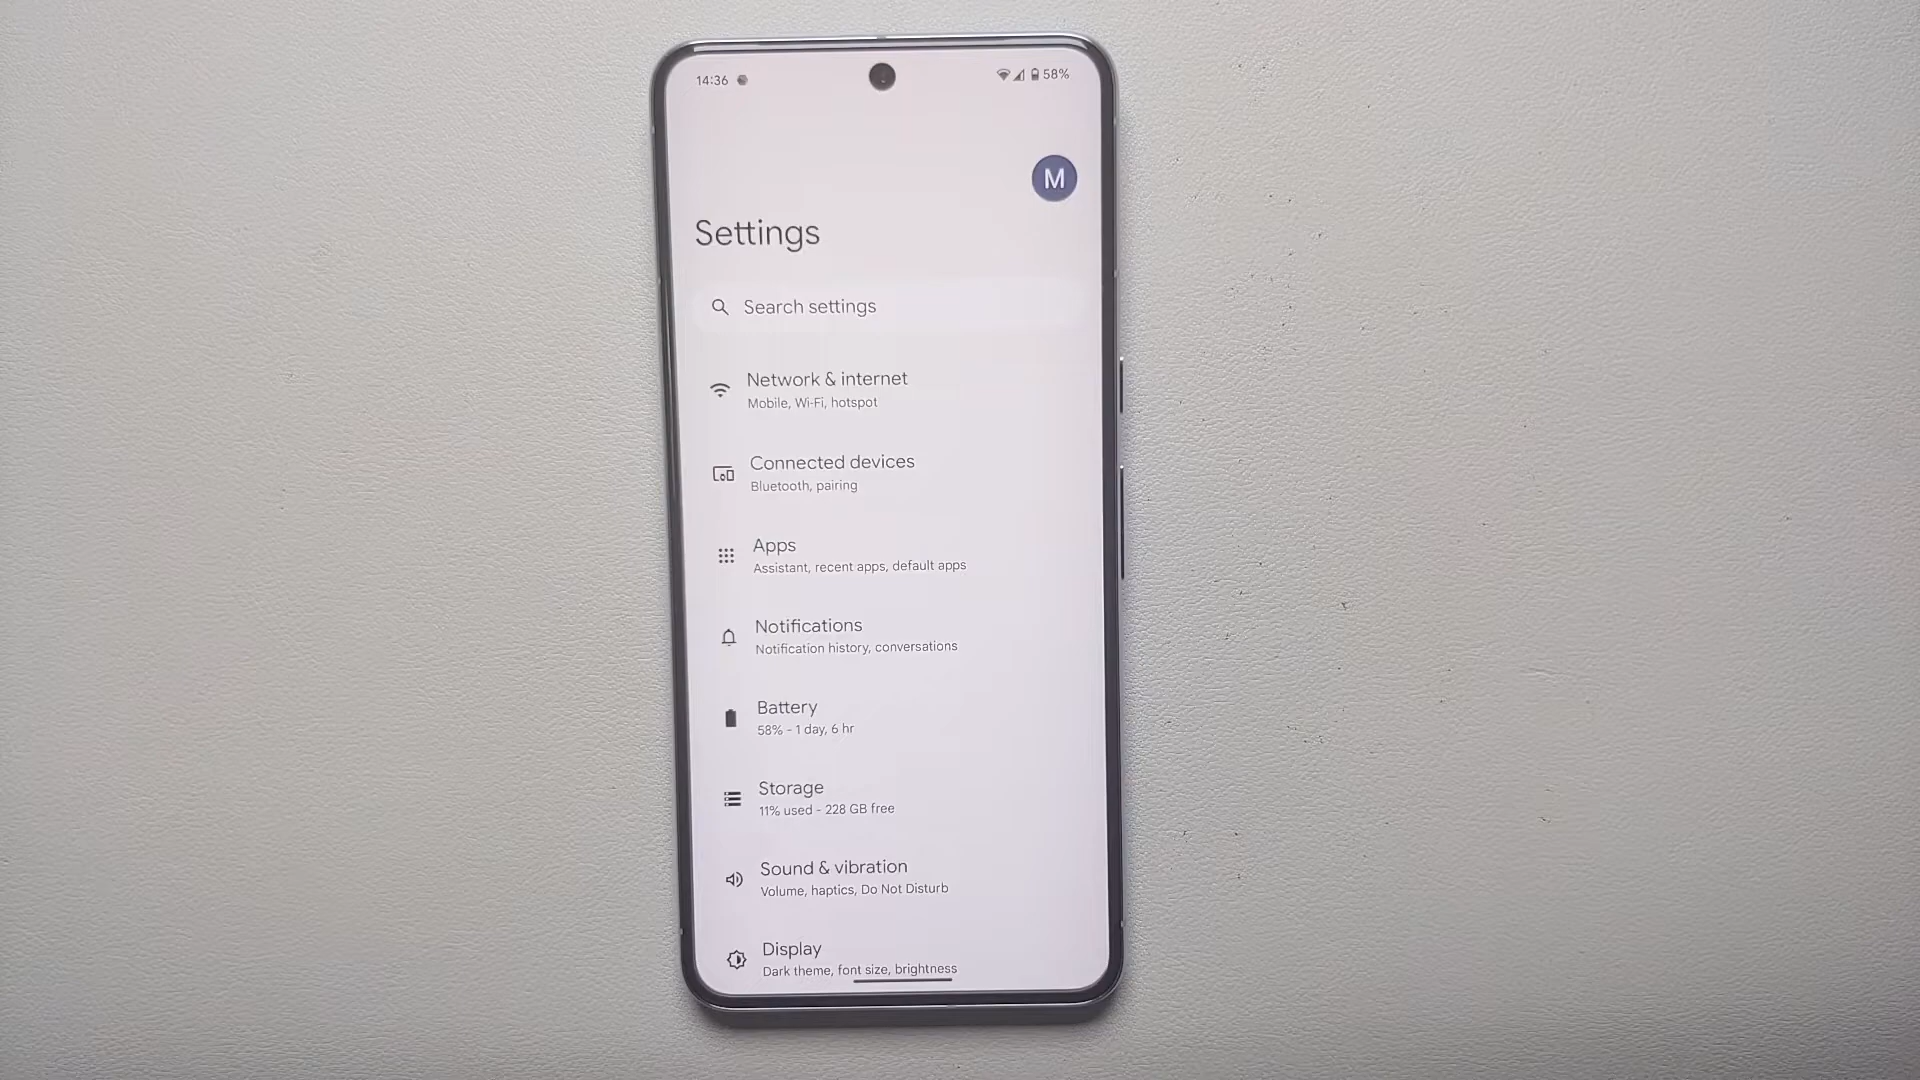 14:36
58%
M
Settings
Search settings
Network & internet
Mobile, Wi-Fi, hotspot
Connected devices
Bluetooth, pairing
Apps
Assistant, recent apps, default apps
Notifications
Notification history, conversations
Battery
58% - 1 day, 6 hr
Storage
11% used - 228 GB free
Sound & vibration
Volume, haptics, Do Not Disturb
Display
Dark theme, font size, brightness